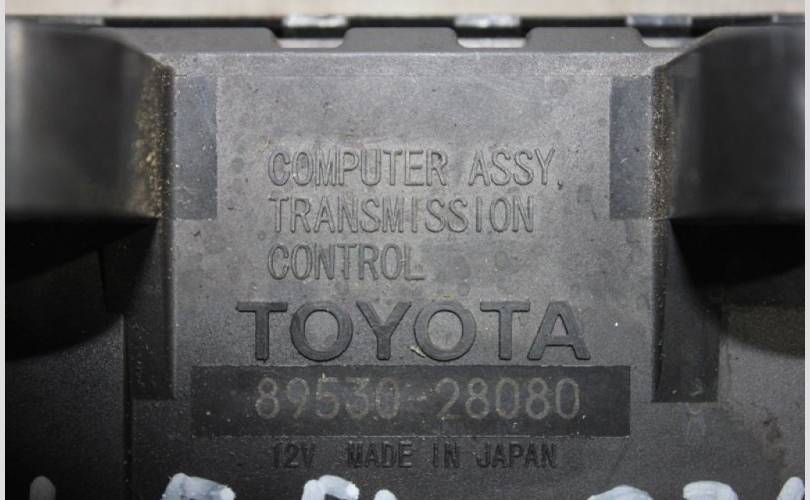 COMPUTER ASSY,
TRANSMISSION
CONTROL
TOYOTA
89530-28080
12V MADE IN JAPAN